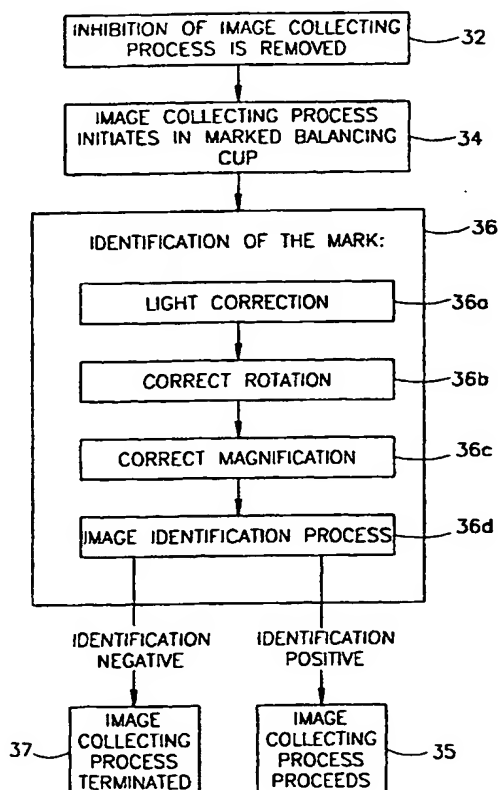 INHIBITION OF IMAGE COLLECTING
PROCESS IS REMOVED
32
IMAGE COLLECTING PROCESS
INITIATES IN MARKED BALANCING
CUP
34
36
IDENTIFICATION OF THE MARK:
LIGHT CORRECTION
36a
CORRECT ROTATION
36b
CORRECT MAGNIFICATION
36c
IMAGE IDENTIFICATION PROCESS
36d
IDENTIFICATION
NEGATIVE
IDENTIFICATION
POSITIVE
37
IMAGE
COLLECTING
PROCESS
TERMINATED
IMAGE
COLLECTING
PROCESS
PROCEEDS
35